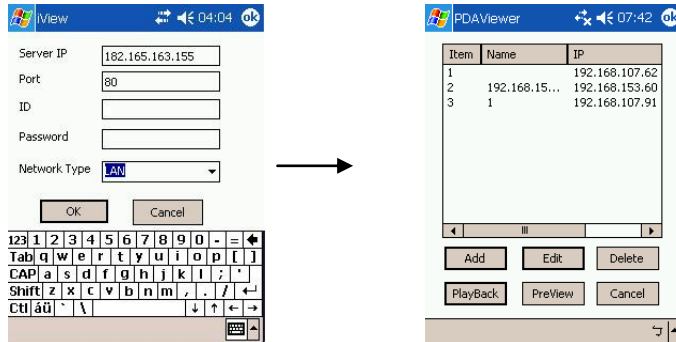 iView 04:04 ok
Server IP 182.165.163.155
Port 80
ID
Password
Network Type LAN
OK Cancel
123 1 2 3 4 5 6 7 8 9 0 - =
Tab q w e r t y u i o p [ ]
CAP a s d f g h j k l ; '
Shift z x c v b n m , . /
Ctl áü ` \
PDAViewer 07:42 ok
Item Name IP
1 192.168.107.62
2 192.168.15... 192.168.153.60
3 1 192.168.107.91
Add Edit Delete
PlayBack PreView Cancel